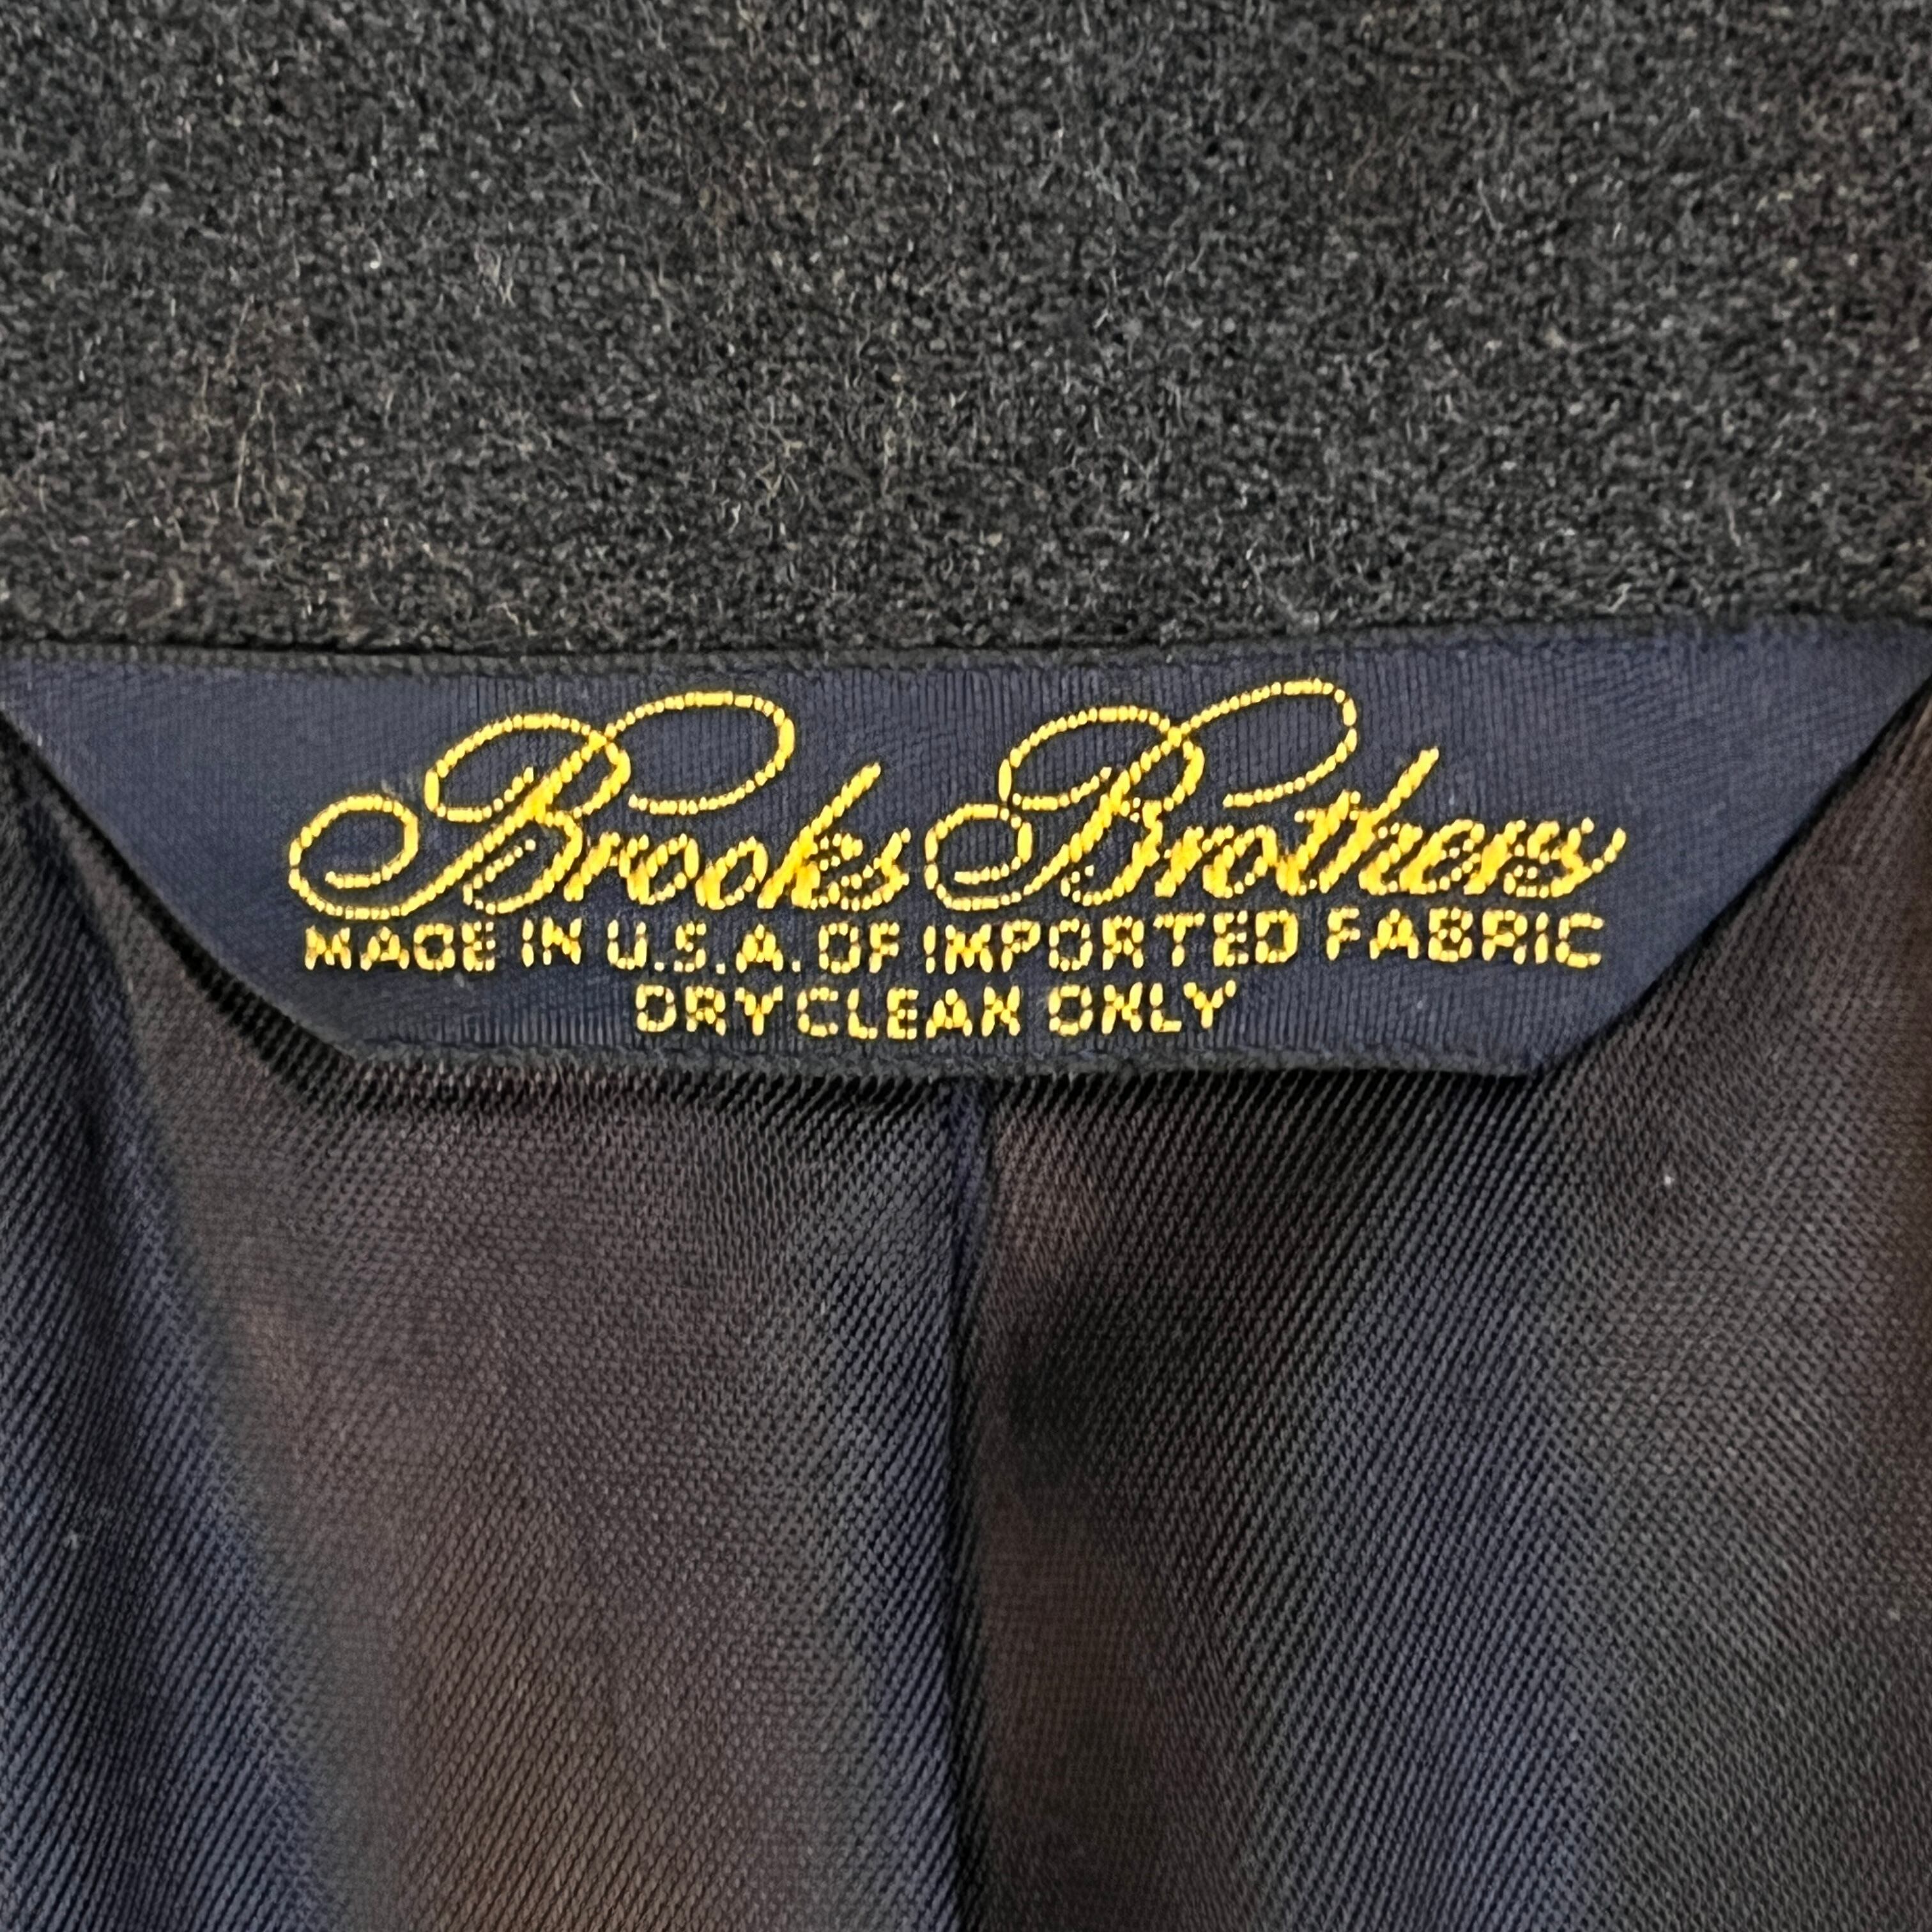 Brooks Brothers
MADE IN U.S.A. OF IMPORTED FABRIC
DRY CLEAN ONLY